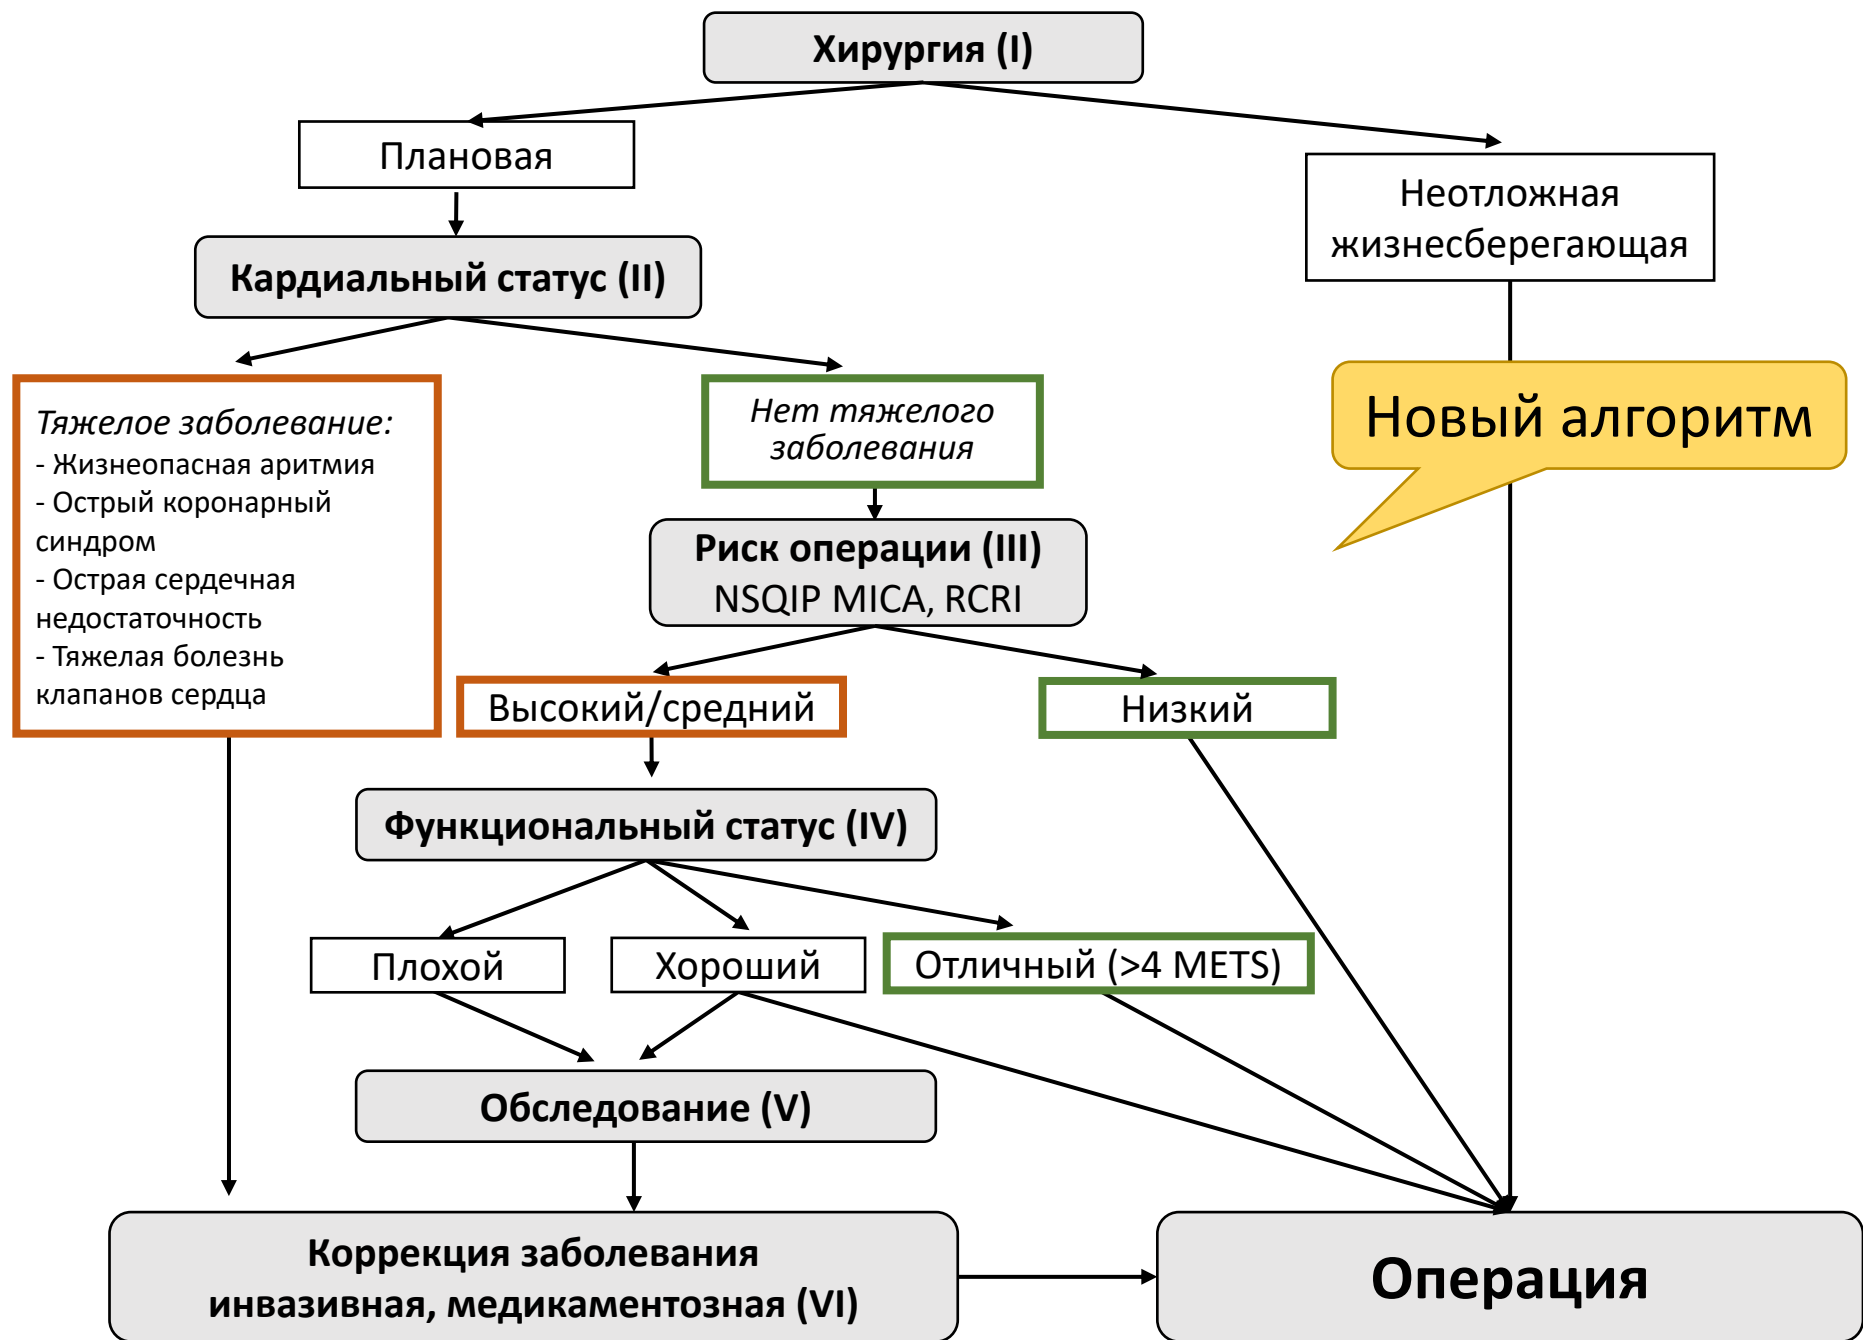 Хирургия (I)
Плановая
Неотложная
жизнесберегающая
Кардиальный статус (II)
Новый алгоритм
Тяжелое заболевание:
- Жизнеопасная аритмия
- Острый коронарный
синдром
- Острая сердечная
недостаточность
- Тяжелая болезнь
клапанов сердца
Нет тяжелого
заболевания
Риск операции (III)
NSQIP MICA, RCRI
Высокий/средний
Низкий
Функциональный статус (IV)
Плохой
Хороший
Отличный (>4 METS)
Обследование (V)
Коррекция заболевания
инвазивная, медикаментозная (VI)
Операция